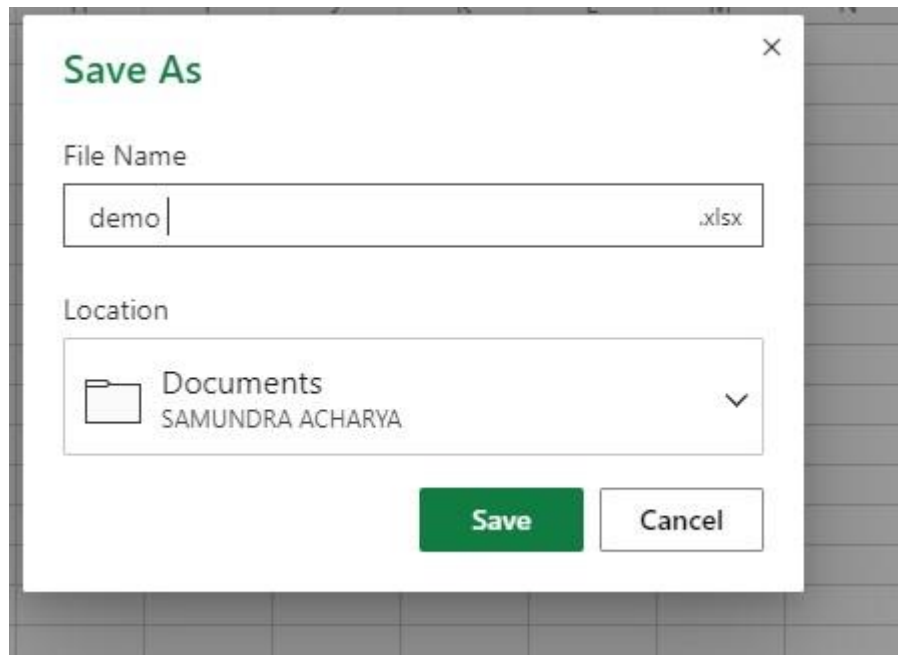 Save As
File Name
demo
.xlsx
Location
Documents
SAMUNDRA ACHARYA
Save
Cancel